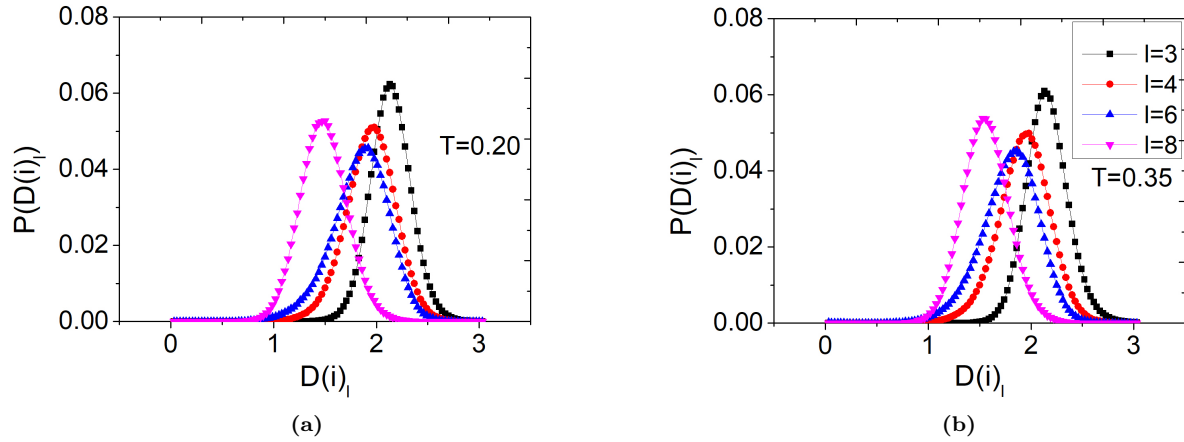 0.08
0.06
0.04
0.02
0.00
P(D(i)l)
T=0.20
0 1 2 3
D(i)l
(a)
0.08
0.06
0.04
0.02
0.00
P(D(i)l)
l=3
l=4
l=6
l=8
T=0.35
0 1 2 3
D(i)l
(b)